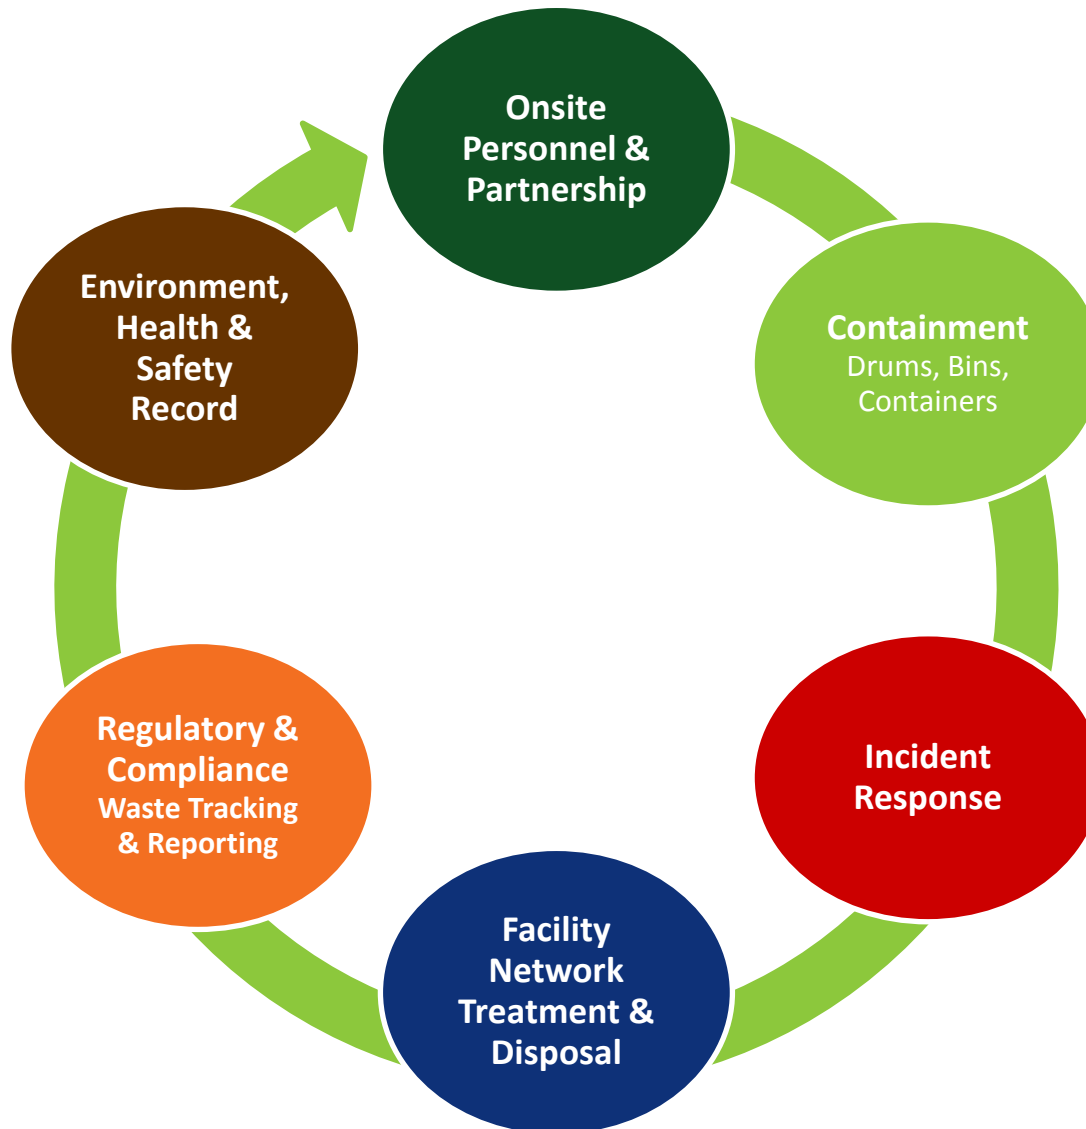 Onsite
Personnel &
Partnership
Containment
Drums, Bins,
Containers
Incident
Response
Facility
Network
Treatment &
Disposal
Regulatory &
Compliance
Waste Tracking
& Reporting
Environment,
Health &
Safety
Record